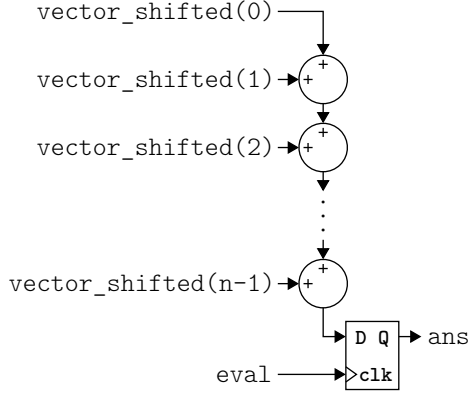 vector_shifted(0)
+
vector_shifted(1) +
+
vector_shifted(2) +
+
vector_shifted(n-1) +
D Q ans
eval clk